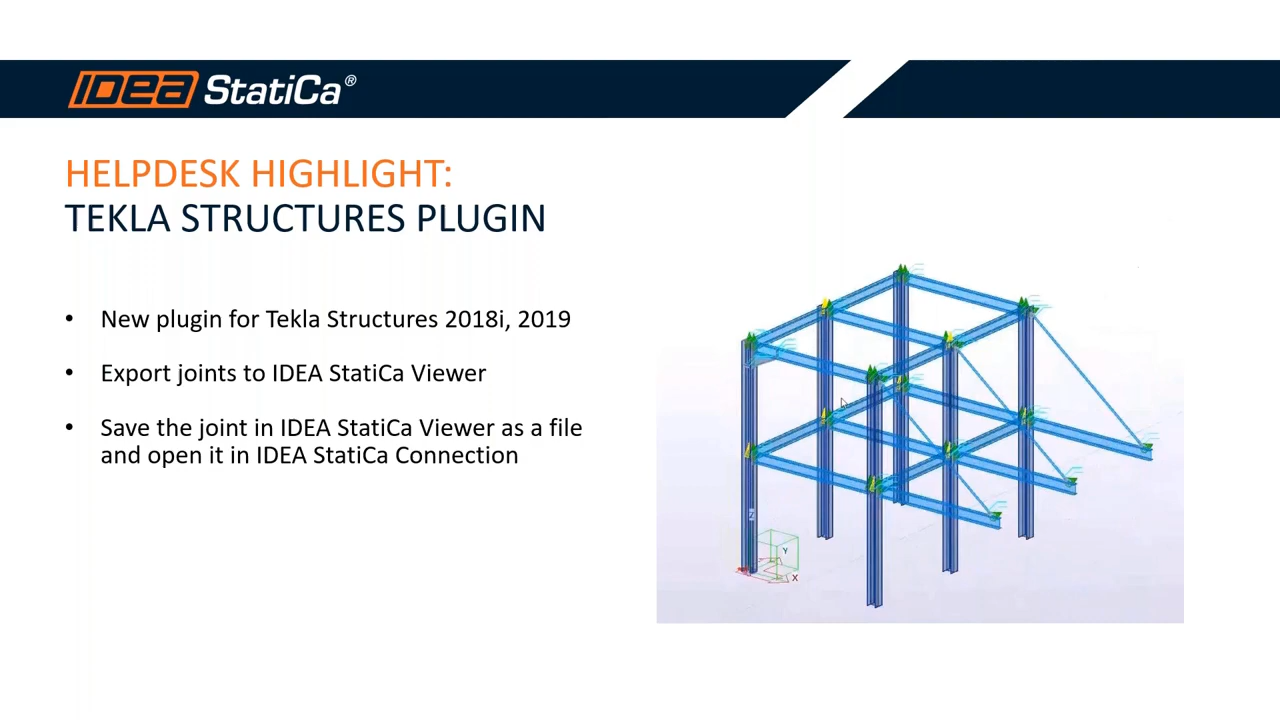 IDEA StatiCa®
HELPDESK HIGHLIGHT:
TEKLA STRUCTURES PLUGIN
• New plugin for Tekla Structures 2018i, 2019
• Export joints to IDEA StatiCa Viewer
• Save the joint in IDEA StatiCa Viewer as a file
and open it in IDEA StatiCa Connection
Z
Y
X